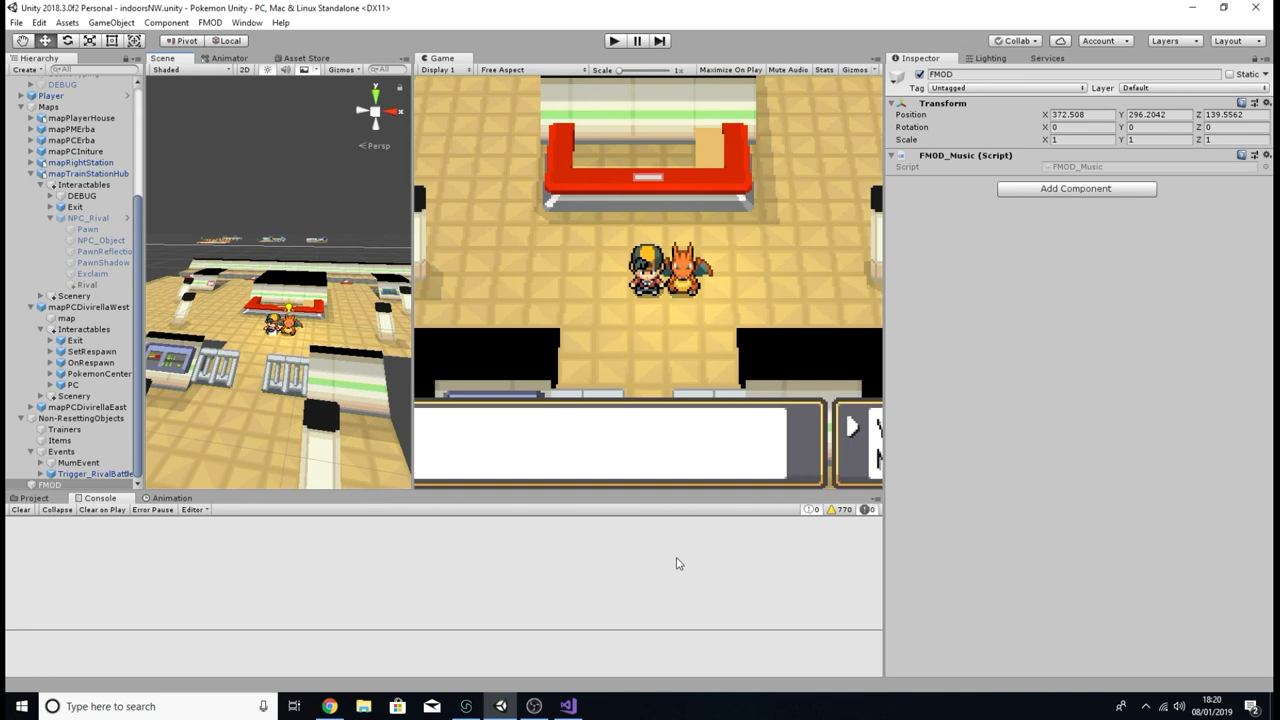 Unity 2018.3.0f2 Personal - indoorsNW.unity - Pokemon Unity - PC, Mac & Linux Standalone <DX11>
File Edit Assets GameObject Component FMOD Window Help
Pivot Local Collab Account Layers Layout
Hierarchy Scene Animator Asset Store Game Inspector Lighting Services
Create All Shaded 2D Gizmos All Display 1 Free Aspect Scale 1x Maximize On Play Mute Audio Stats Gizmos
FMOD Static
DEBUG
Tag Untagged Layer Default
Player
Maps
Transform
mapPlayerHouse
Position X 372.508 Y 296.2042 Z 139.5562
mapPMErba
Rotation X 0 Y 0 Z 0
mapPCErba
Scale X 1 Y 1 Z 1
mapPCIniture
FMOD_Music (Script)
mapRightStation
Script FMOD_Music
mapTrainStationHub
Interactables
Add Component
DEBUG
Exit
NPC_Rival
Pawn
NPC_Object
PawnReflectio
PawnShadow
Exclaim
Rival
Scenery
mapPCDivirellaWest
map
Interactables
Exit
SetRespawn
OnRespawn
PokemonCenter
PC
Scenery
mapPCDivirellaEast
Non-ResettingObjects
Trainers
Items
Events
MumEvent
Trigger_RivalBattle
FMOD
y
x
Persp
Project Console Animation
Clear Collapse Clear on Play Error Pause Editor 0 770 0
Type here to search
18:20
08/01/2019
2